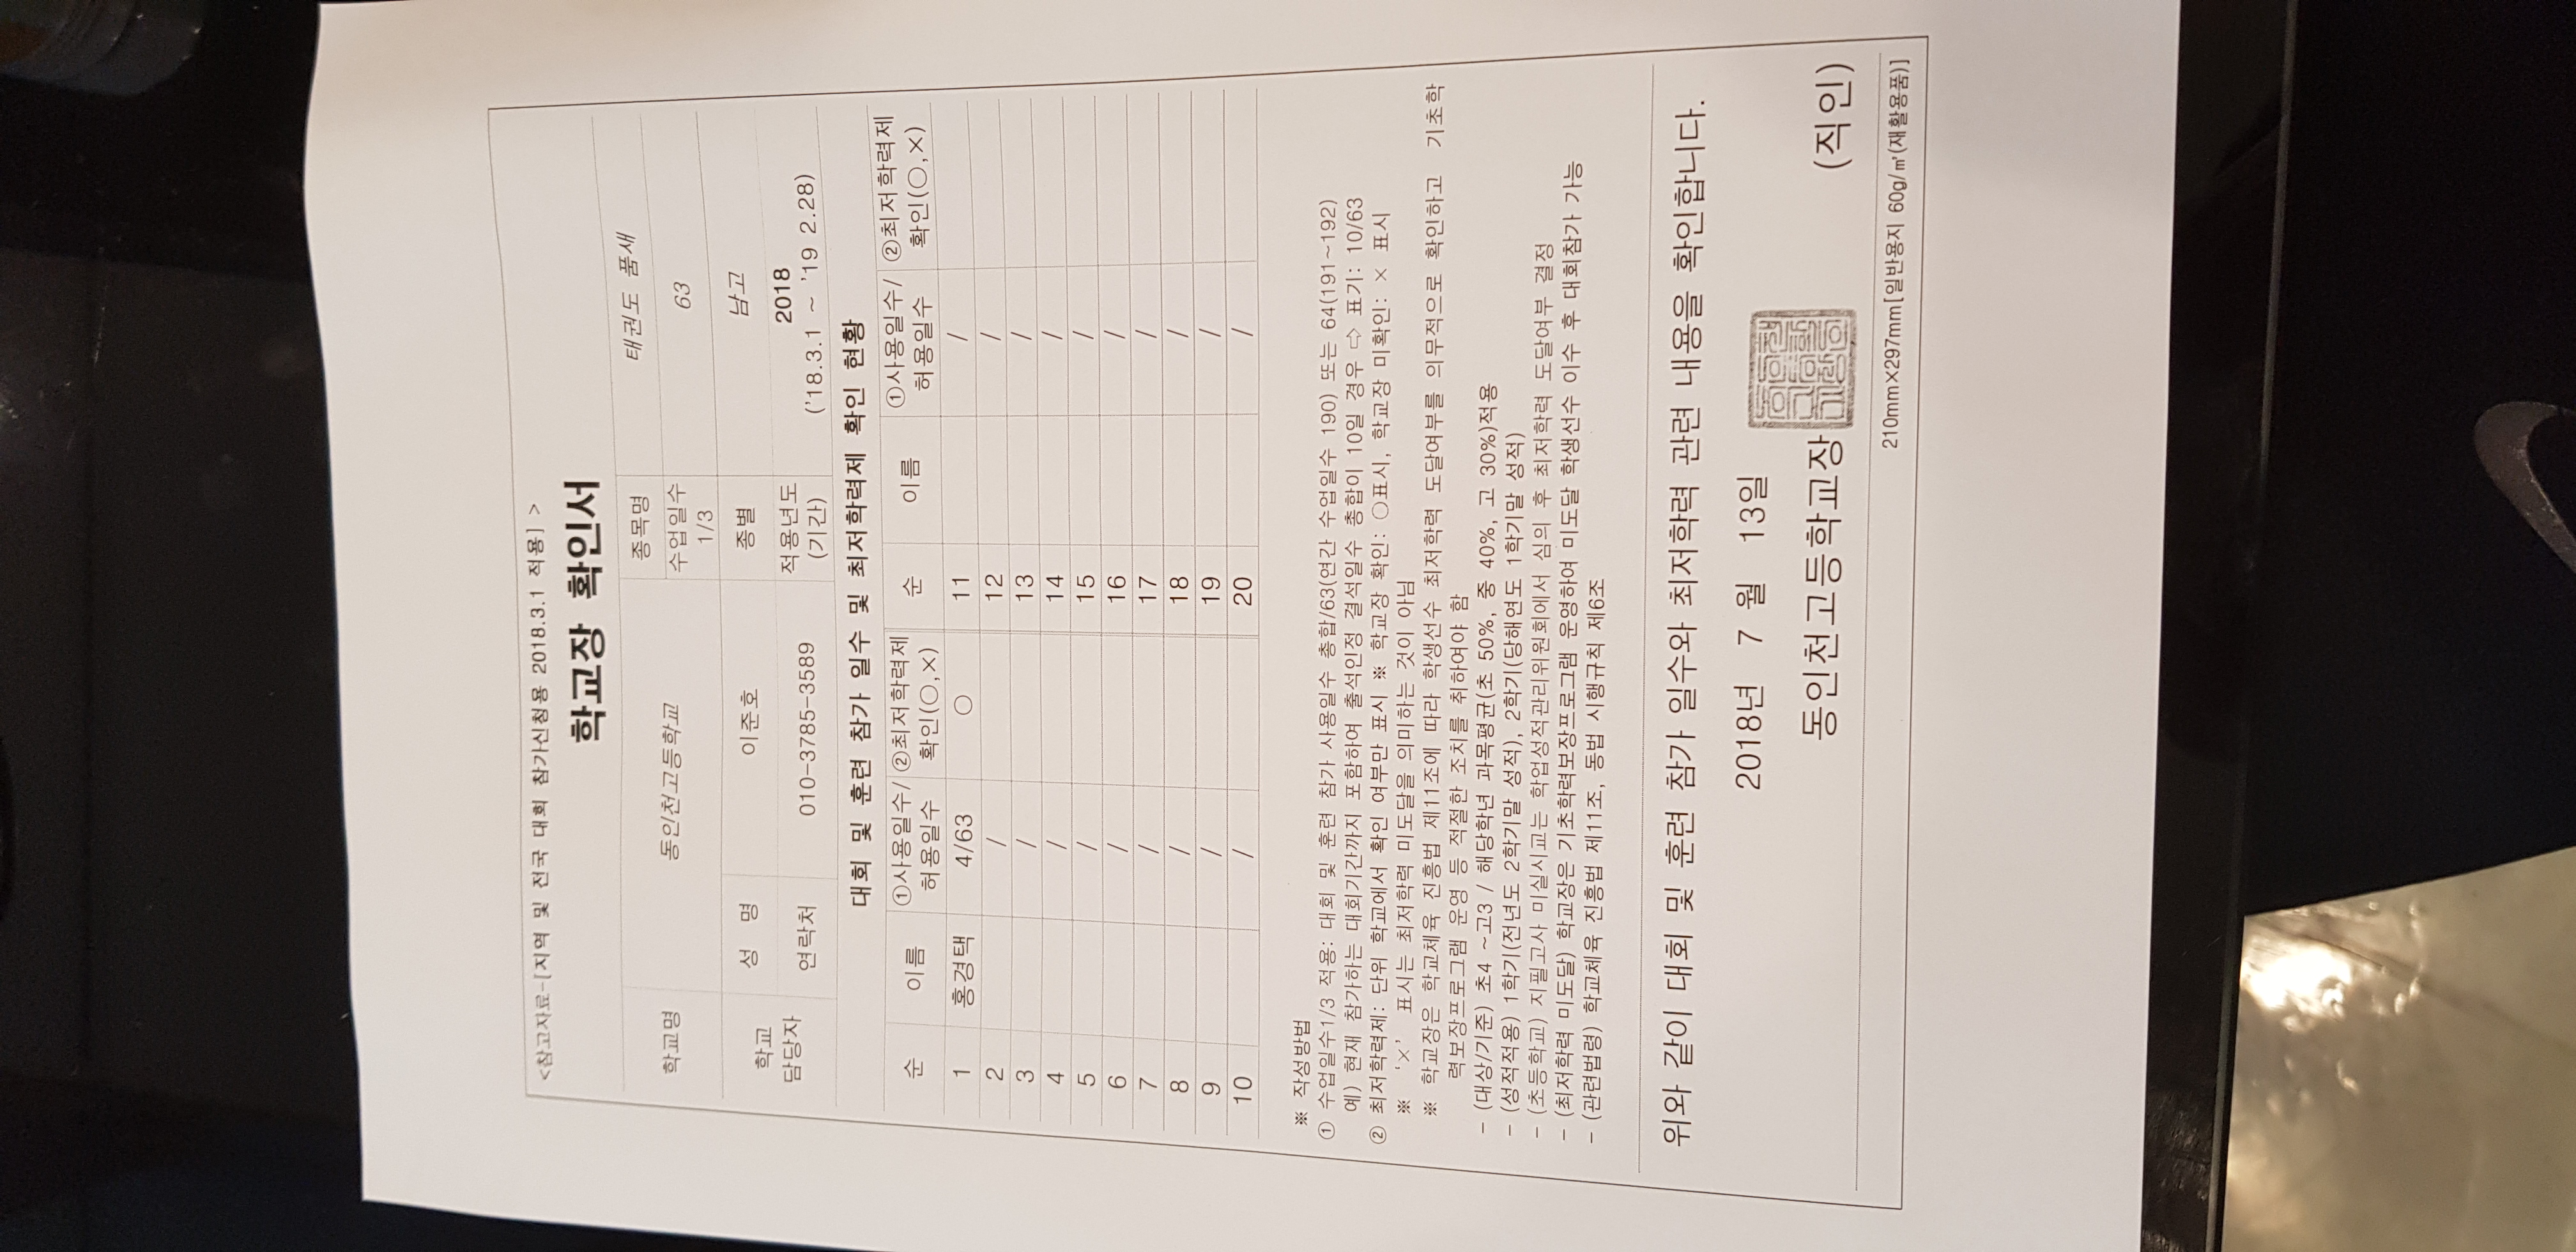 <참고자료-[지역 및 전국 대회 참가신청용 2018.3.1 적용] >
학교장 확인서
학교명 동인천고등학교 종목명 태권도 품새
수업일수 1/3 63
학교 담당자 성 명 이준호 종별 남고
연락처 010-3785-3589 적용년도 (기간) 2018 ('18.3.1 ~ '19 2.28)
대회 및 훈련 참가 일수 및 최저학력제 확인 현황
순 이름 ①사용일수/허용일수 ②최저학력제 확인(○,×) 순 이름 ①사용일수/허용일수 ②최저학력제 확인(○,×)
1 홍경택 4/63 ○ 11 /
2 / 12 /
3 / 13 /
4 / 14 /
5 / 15 /
6 / 16 /
7 / 17 /
8 / 18 /
9 / 19 /
10 / 20 /
※ 작성방법
① 수업일수1/3 적용: 대회 및 훈련 참가 사용일수 총합/63(연간 수업일수 190) 또는 64(191~192)
예) 현재 참가하는 대회기간까지 포함하여 출석인정 결석일수 총합이 10일 경우 ⇨ 표기: 10/63
② 최저학력제: 단위 학교에서 확인 여부만 표시 ※ 학교장 확인: ○표시, 학교장 미확인: × 표시
※ '×' 표시는 최저학력 미도달을 의미하는 것이 아님
※ 학교장은 학교체육 진흥법 제11조에 따라 학생선수 최저학력 도달여부를 의무적으로 확인하고 기초학
력보장프로그램 운영 등 적절한 조치를 취하여야 함
- (대상/기준) 초4 ~고3 / 해당학년 과목평균(초 50%, 중 40%, 고 30%)적용
- (성적적용) 1학기(전년도 2학기말 성적), 2학기(당해연도 1학기말 성적)
- (초등학교) 지필고사 미실시교는 학업성적관리위원회에서 심의 후 최저학력 도달여부 결정
- (최저학력 미도달) 학교장은 기초학력보장프로그램 운영하여 미도달 학생선수 이수 후 대회참가 가능
- (관련법령) 학교체육 진흥법 제11조, 동법 시행규칙 제6조
위와 같이 대회 및 훈련 참가 일수와 최저학력 관련 내용을 확인합니다.
2018년 7 월 13일
동인천고등학교장 (직인)
210mm×297mm[일반용지 60g/㎡(재활용품)]